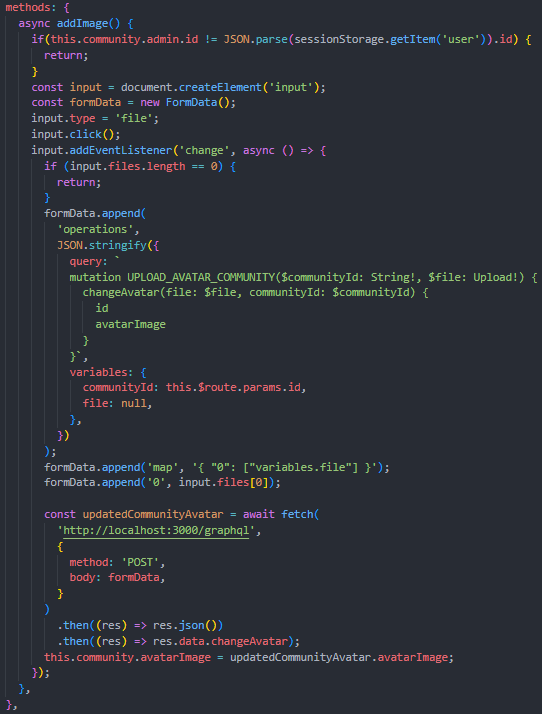 methods: {
async addImage() {
if(this.community.admin.id != JSON.parse(sessionStorage.getItem('user')).id) {
return;
}
const input = document.createElement('input');
const formData = new FormData();
input.type = 'file';
input.click();
input.addEventListener('change', async () => {
if (input.files.length == 0) {
return;
}
formData.append(
'operations',
JSON.stringify({
query: `
mutation UPLOAD_AVATAR_COMMUNITY($communityId: String!, $file: Upload!) {
changeAvatar(file: $file, communityId: $communityId) {
id
avatarImage
}
}`,
variables: {
communityId: this.$route.params.id,
file: null,
},
})
);
formData.append('map', '{ "0": ["variables.file"] }');
formData.append('0', input.files[0]);
const updatedCommunityAvatar = await fetch(
'http://localhost:3000/graphql',
{
method: 'POST',
body: formData,
}
)
.then((res) => res.json())
.then((res) => res.data.changeAvatar);
this.community.avatarImage = updatedCommunityAvatar.avatarImage;
});
},
},